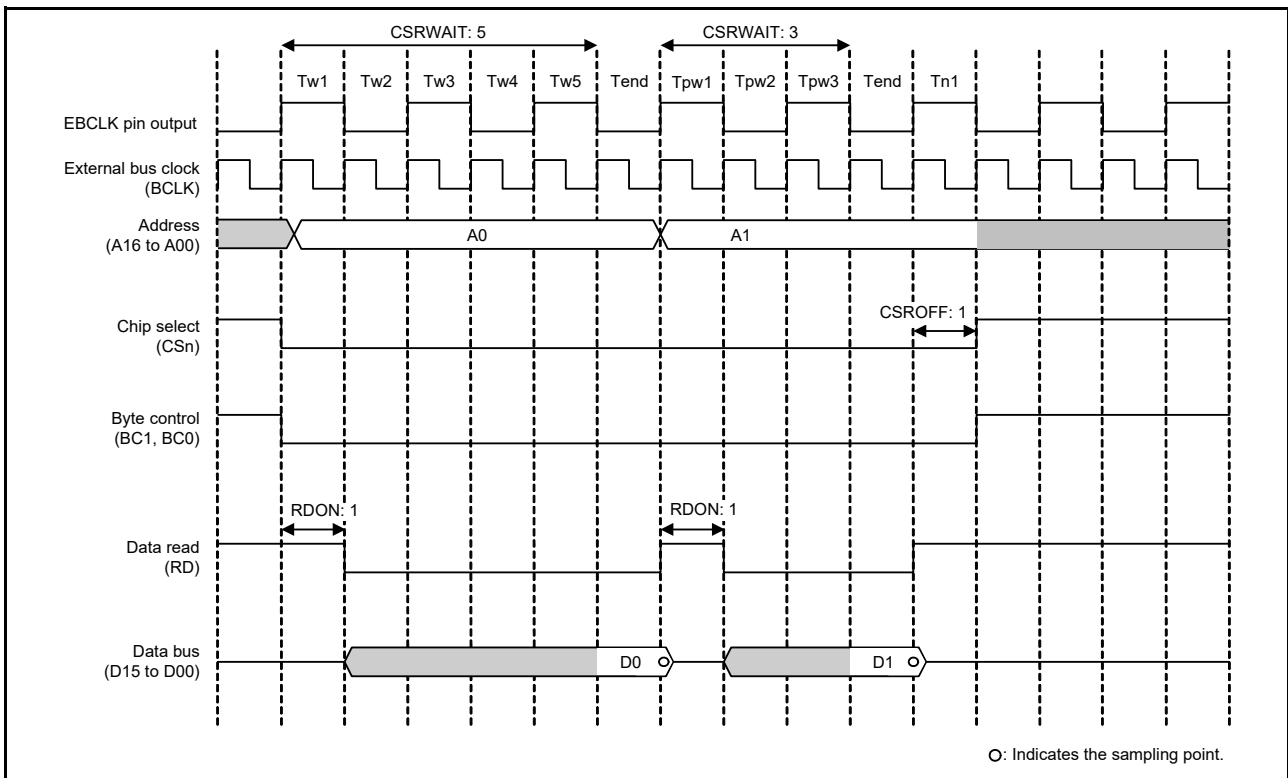 CSRWAIT: 5
CSRWAIT: 3
Tw1 Tw2 Tw3 Tw4 Tw5 Tend Tpw1 Tpw2 Tpw3 Tend Tn1
EBCLK pin output
External bus clock
(BCLK)
Address
(A16 to A00)
A0
A1
CSROFF: 1
Chip select
(CSn)
Byte control
(BC1, BC0)
RDON: 1
RDON: 1
Data read
(RD)
Data bus
(D15 to D00)
D0
D1
: Indicates the sampling point.